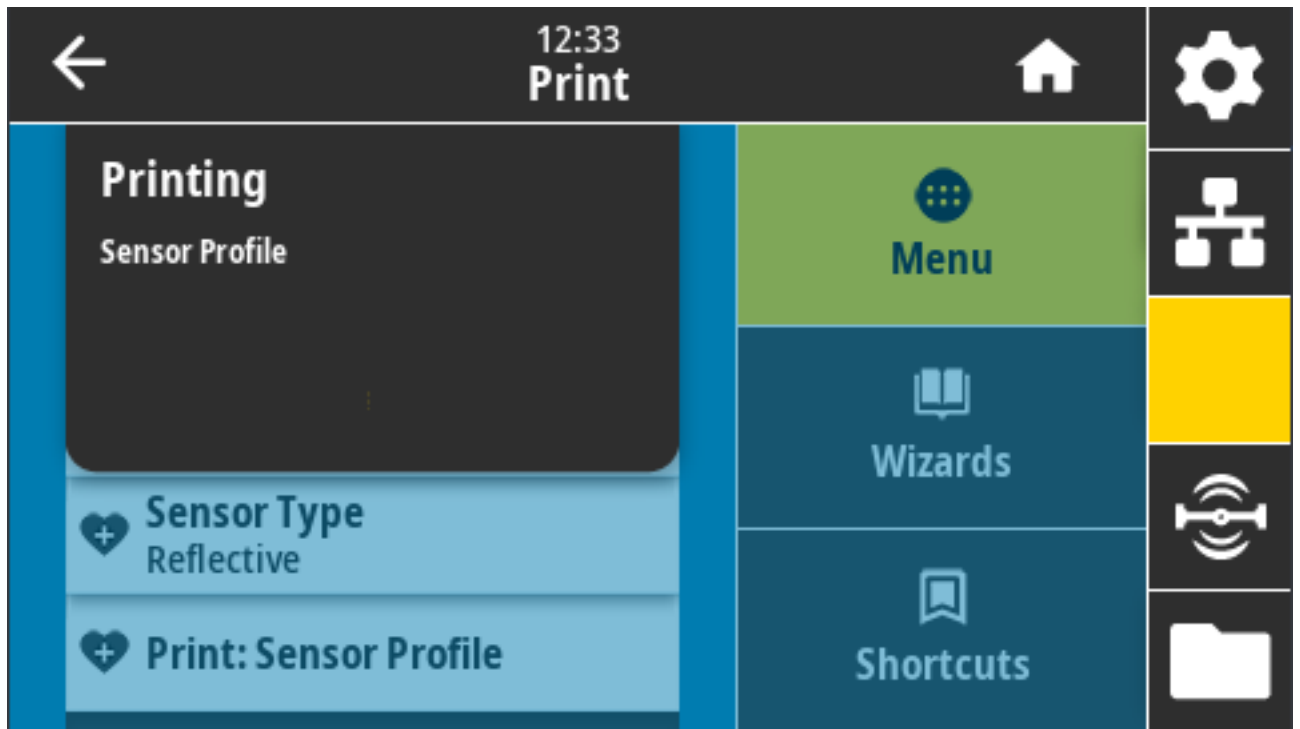 12:33
Print
Printing
Sensor Profile
Sensor Type
Reflective
Print: Sensor Profile
Menu
Wizards
Shortcuts